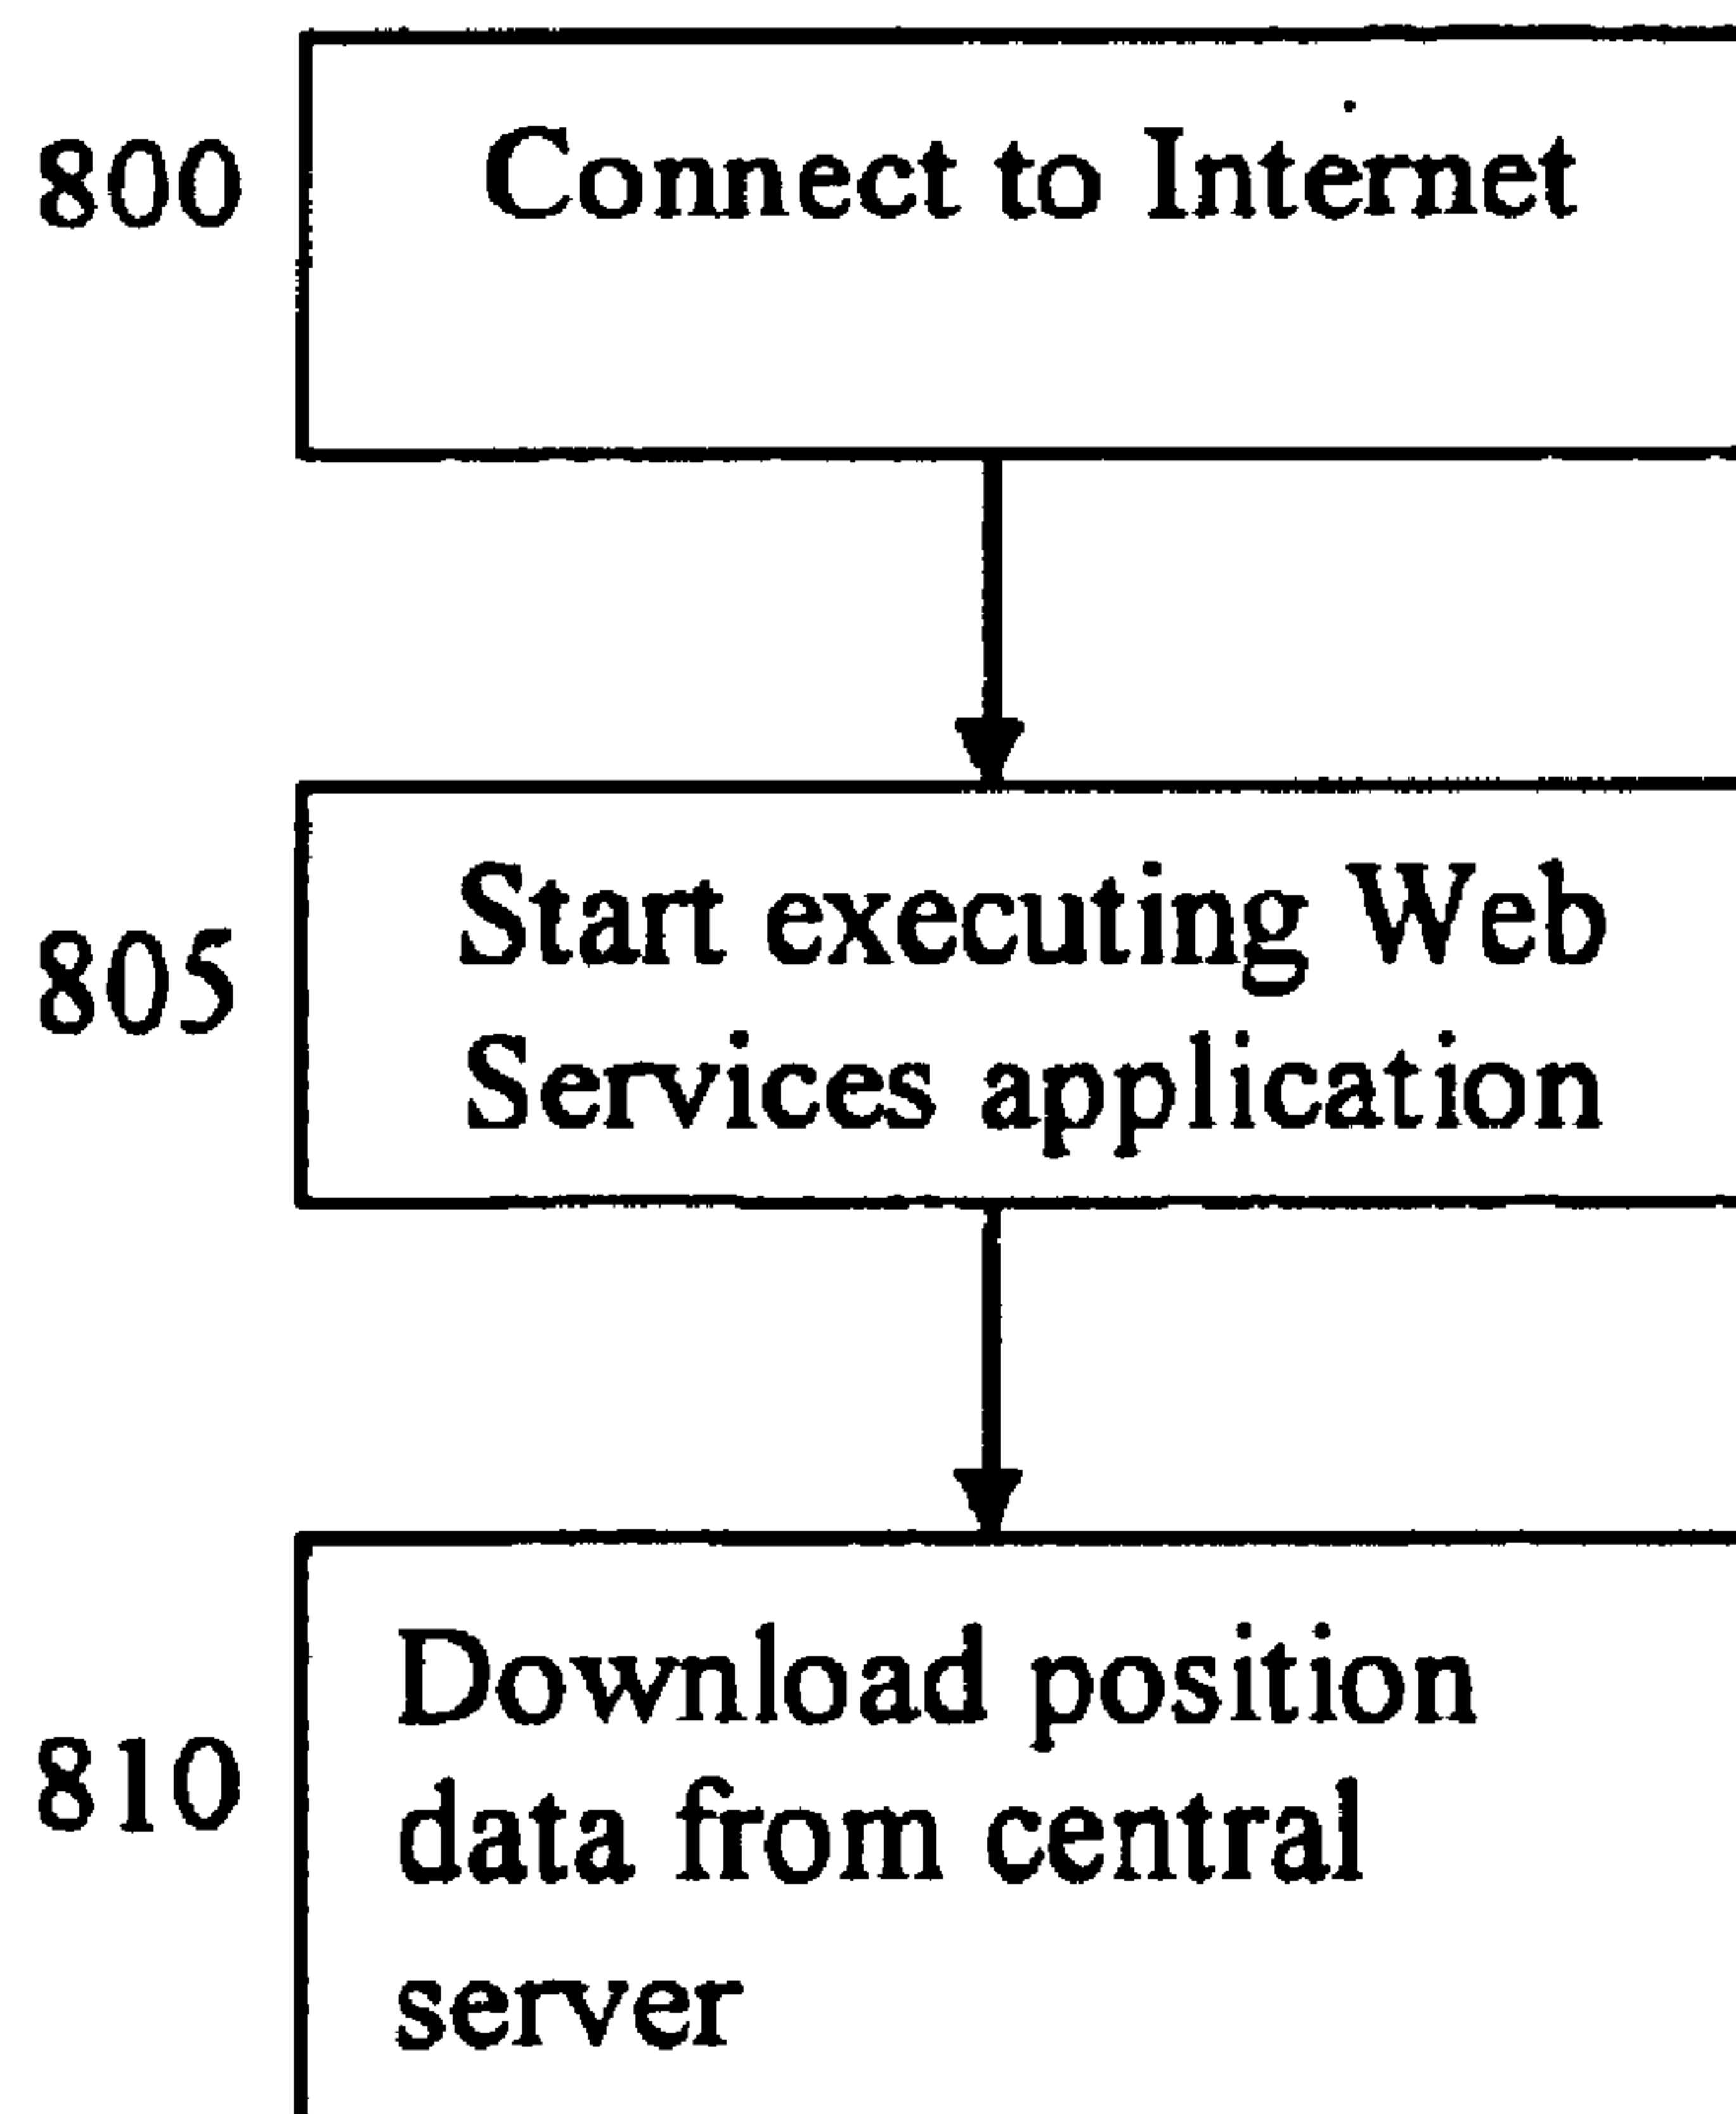 800 Connect to Internet
Start executing Web
805
Services application
Download position
810
data from central
server